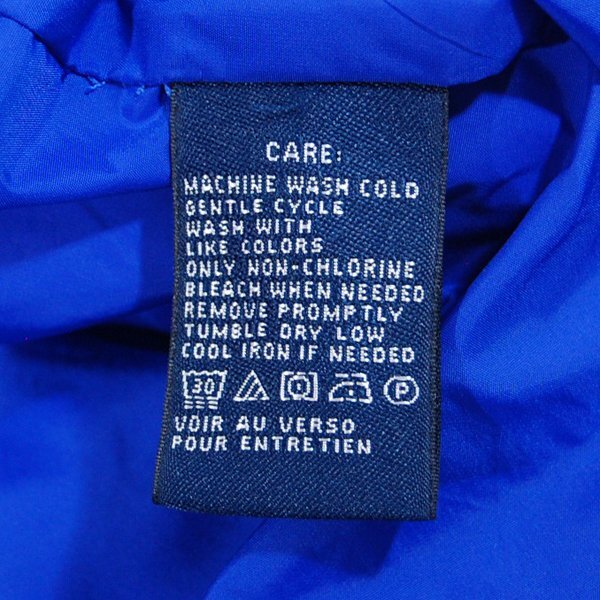 CARE:
MACHINE WASH COLD
GENTLE CYCLE
WASH WITH
LIKE COLORS
ONLY NON-CHLORINE
BLEACH WHEN NEEDED
REMOVE PROMPTLY
TUMBLE DRY LOW
COOL IRON IF NEEDED
30 P
VOIR AU VERSO
POUR ENTRETIEN